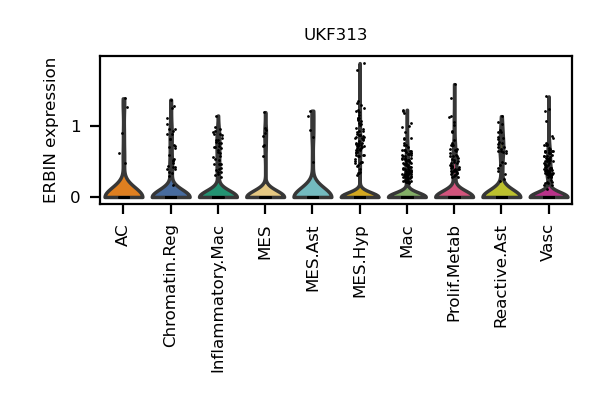 UKF313
ERBIN expression
1
0
AC
Chromatin.Reg
Inflammatory.Mac
MES
MES.Ast
MES.Hyp
Mac
Prolif.Metab
Reactive.Ast
Vasc